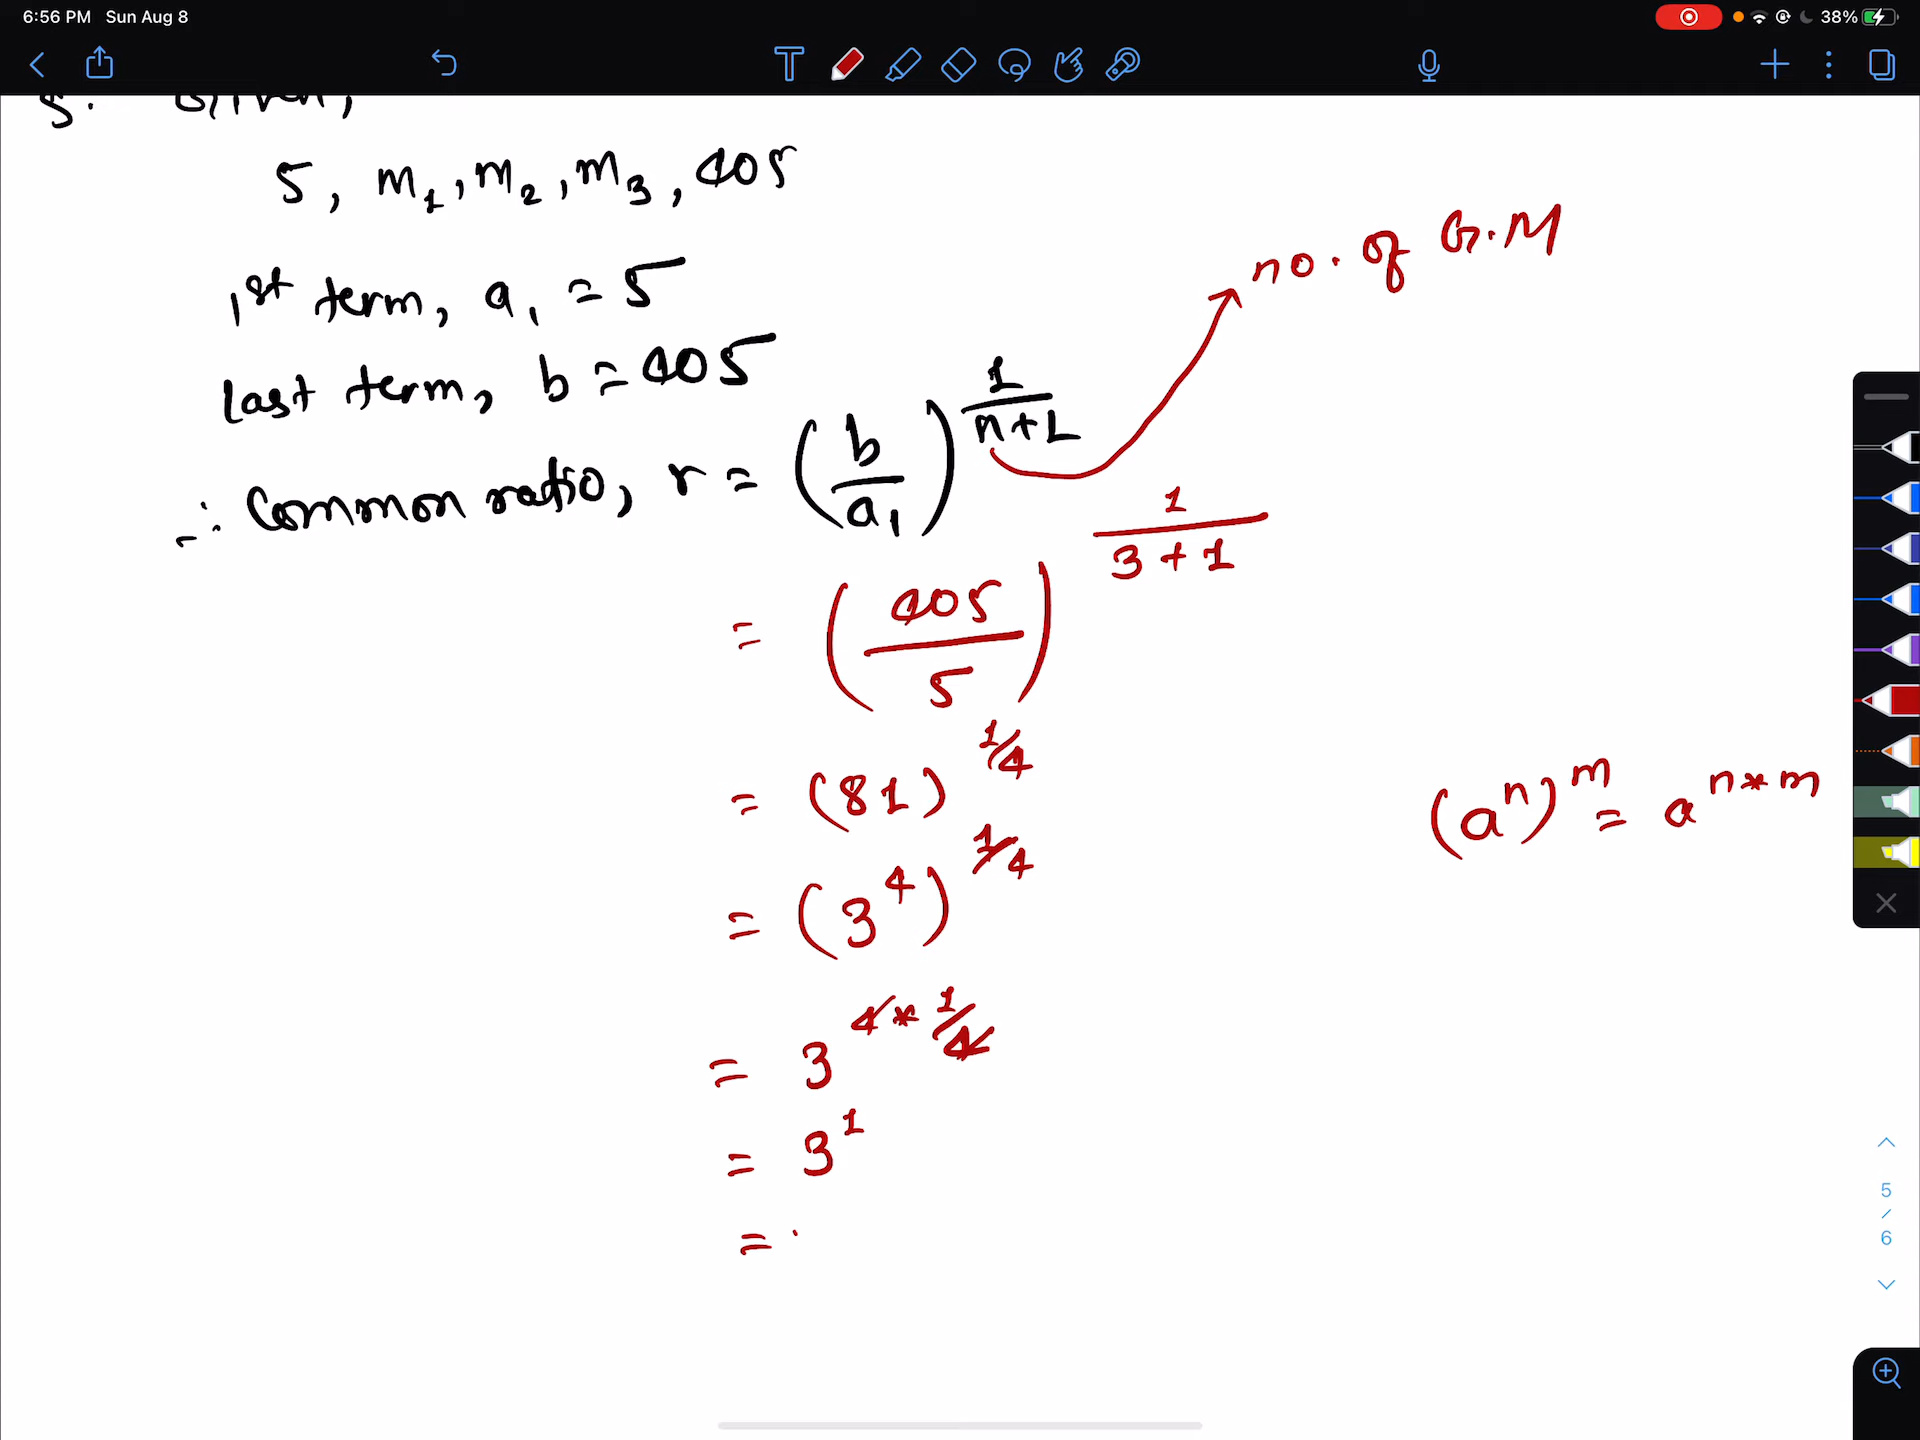 6:56 PM Sun Aug 8
38%
5, m₁, m₂, m₃, 405
1st term, a₁ = 5
no. of G.M
last term, b = 405
∴ Common ratio, r = (b/a₁)^(1/(n+1))
= (405/5)^(1/(3+1))
= (81)^(1/4)
(aⁿ)ᵐ = a^(n*m)
= (3⁴)^(1/4)
= 3^(4*1/4)
= 3¹
=
5
/
6